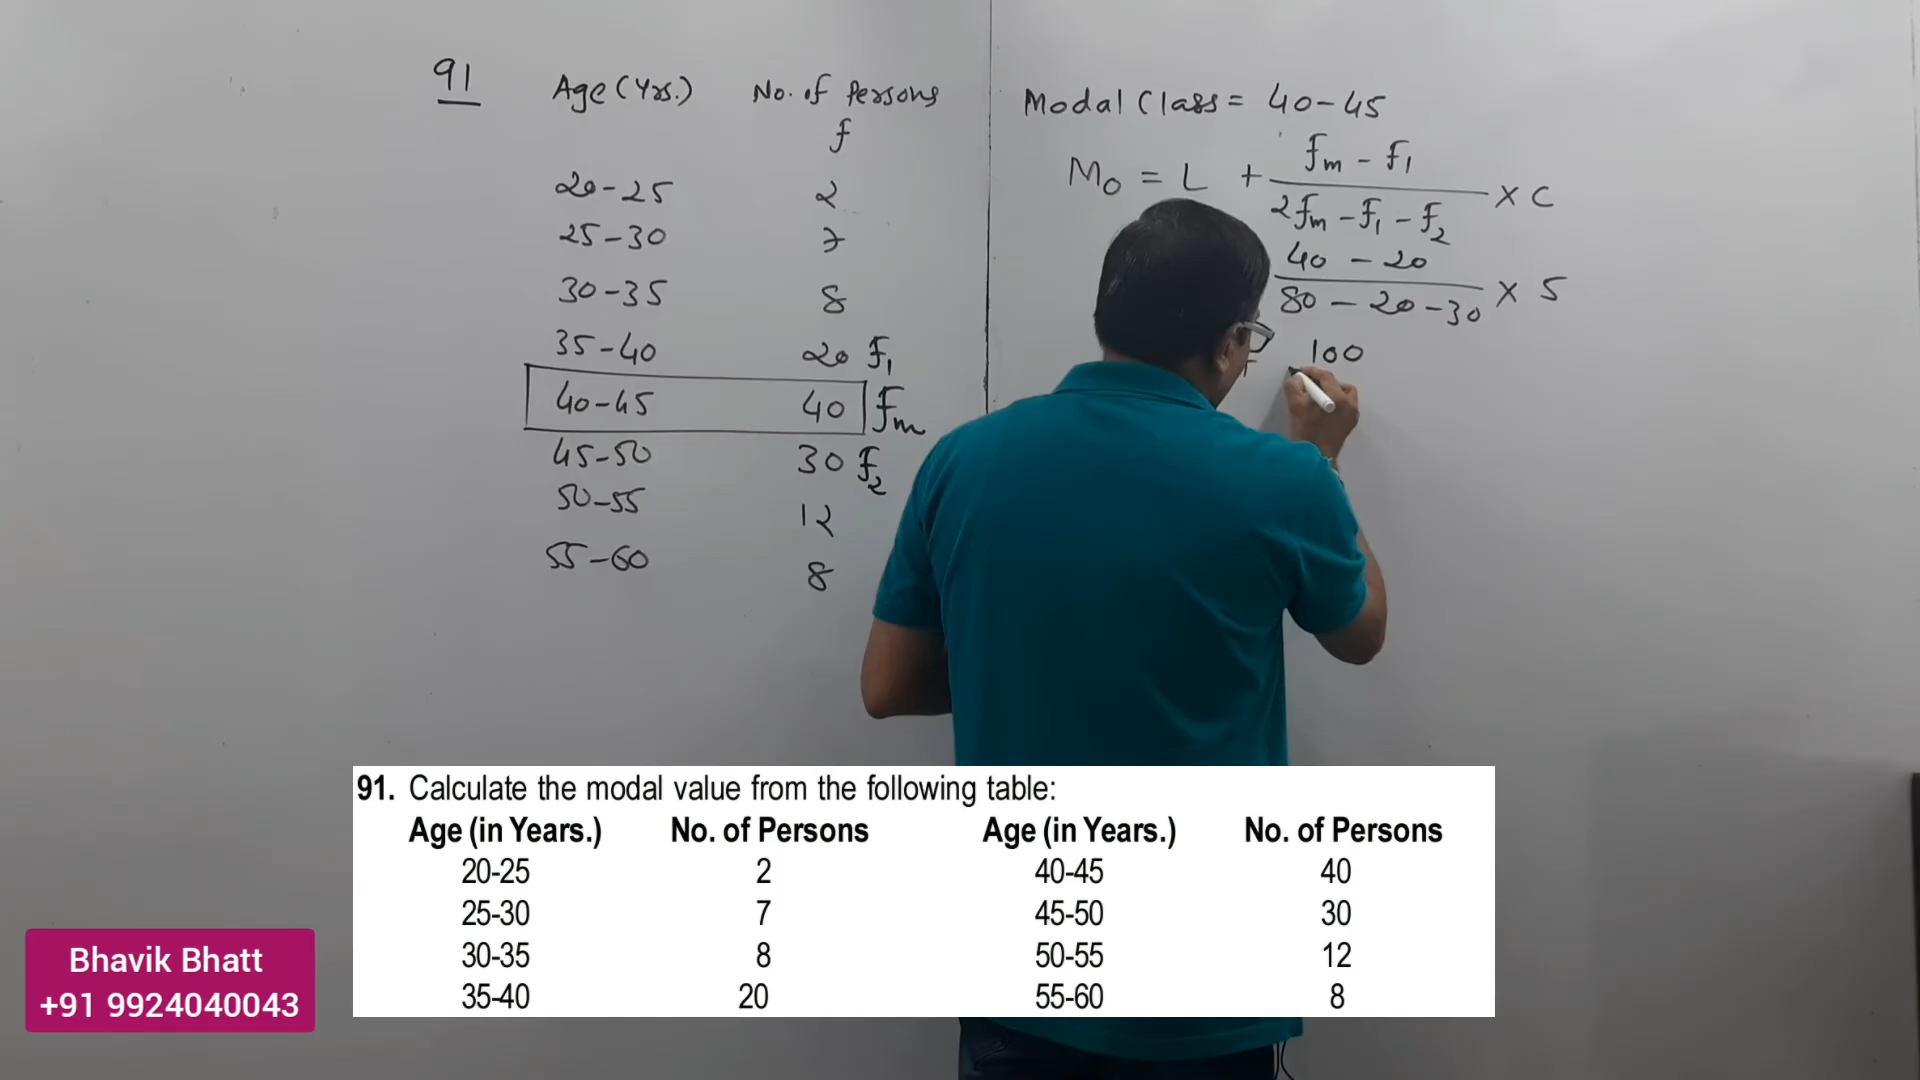 91
Age (Yrs.) No. of Persons
f
20-25 2
25-30 7
30-35 8
35-40 20 f1
40-45 40 fm
45-50 30 f2
50-55 12
55-60 8
Modal Class = 40-45
Mo = L + fm - f1 × C
2fm - f1 - f2
40 - 20 × 5
80 - 20 - 30
100
91. Calculate the modal value from the following table:
Age (in Years.) No. of Persons Age (in Years.) No. of Persons
20-25 2 40-45 40
25-30 7 45-50 30
30-35 8 50-55 12
35-40 20 55-60 8
Bhavik Bhatt
+91 9924040043